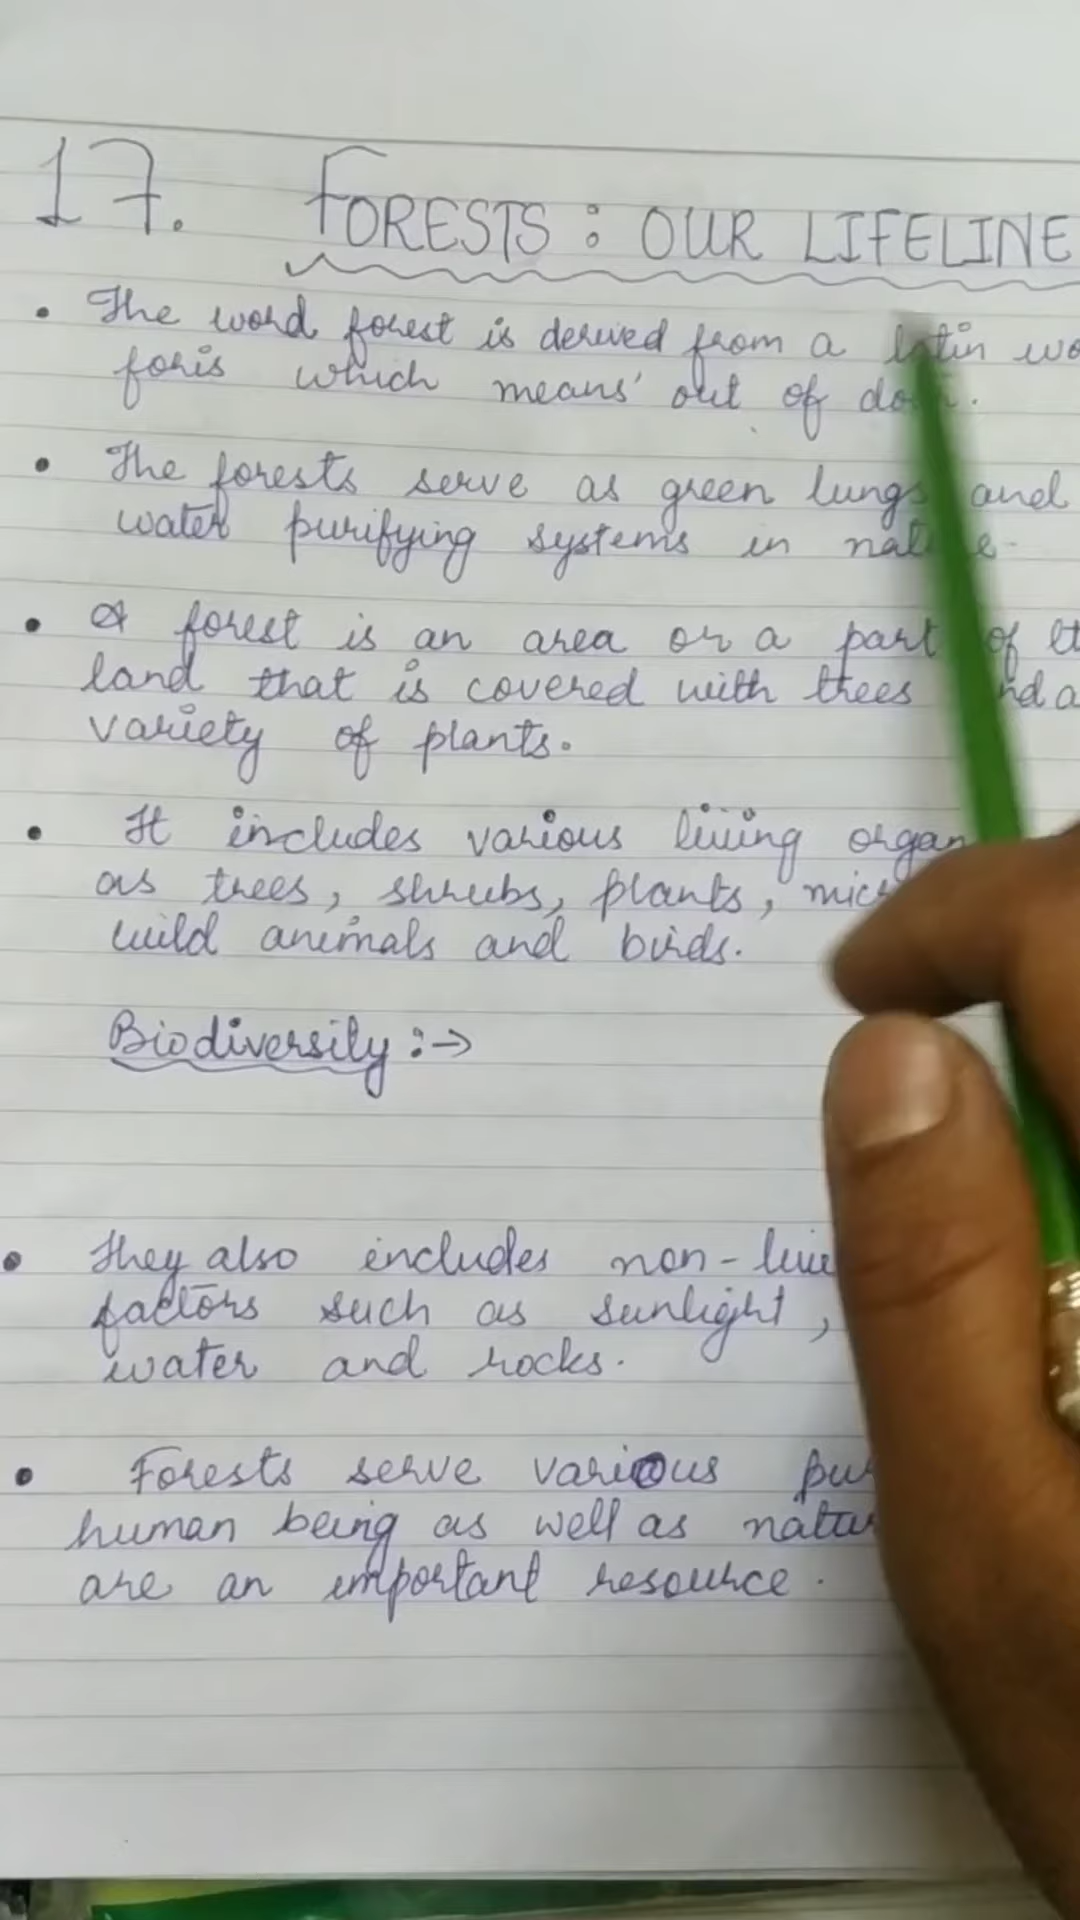 17. FORESTS : OUR LIFELINE
• The word forest is derived from a latin
foris which means' out of
• The forests serve as green lungs and
water purifying systems in nature.
• A forest is an area or a part of
land that is covered with trees and a
variety of plants.
• It includes various living
as trees, shrubs, plants,
wild animals and birds.
Biodiversity :→
• They also includes non-
factors such as sunlight,
water and rocks.
• Forests serve various
human being as well as
are an important resource.